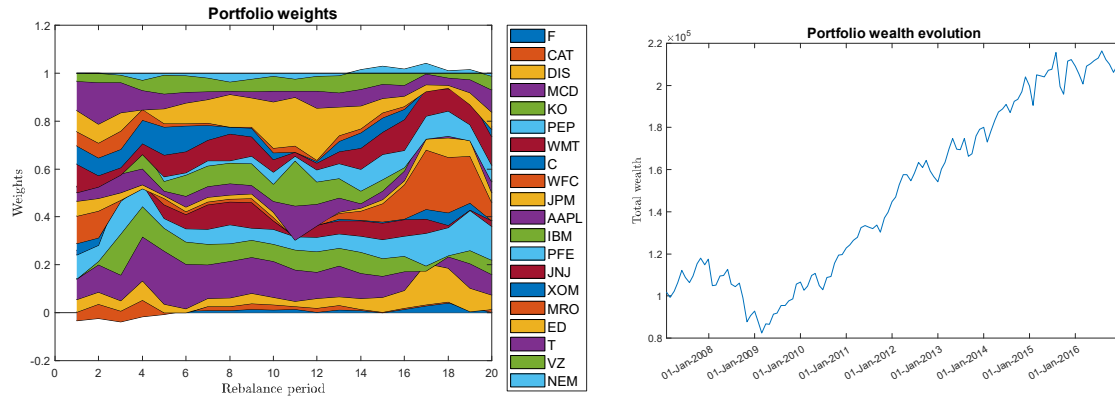 Portfolio weights
1.2
1
0.8
0.6
0.4
0.2
0
-0.2
Weights
0 2 4 6 8 10 12 14 16 18 20
Rebalance period
F
CAT
DIS
MCD
KO
PEP
WMT
C
WFC
JPM
AAPL
IBM
PFE
JNJ
XOM
MRO
ED
T
VZ
NEM
Portfolio wealth evolution
×10⁵
2.2
2
1.8
1.6
1.4
1.2
1
0.8
Total wealth
01-Jan-2008
01-Jan-2009
01-Jan-2010
01-Jan-2011
01-Jan-2012
01-Jan-2013
01-Jan-2014
01-Jan-2015
01-Jan-2016